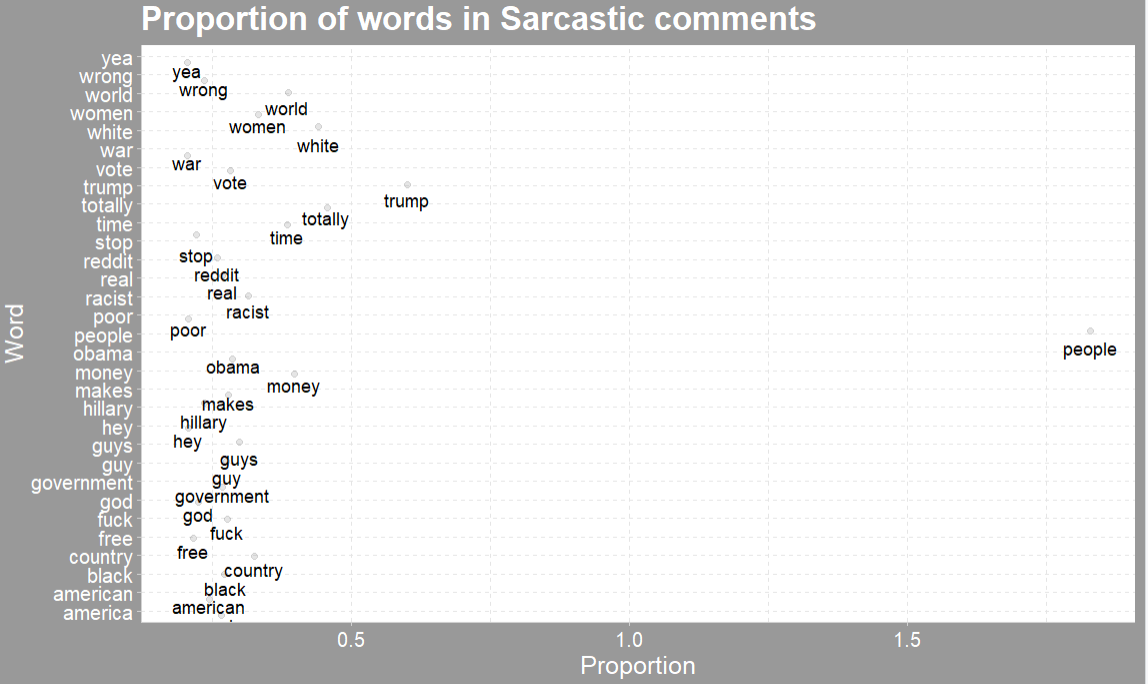 Proportion of words in Sarcastic comments
yea
wrong
world
women
white
war
vote
trump
totally
time
stop
reddit
real
racist
poor
people
obama
money
makes
hillary
hey
guys
guy
government
god
fuck
free
country
black
american
america
Word
yea
wrong
world
women
white
war
vote
trump
totally
time
stop
reddit
real
racist
poor
people
obama
money
makes
hillary
hey
guys
guy
government
god
fuck
free
country
black
american
0.5 1.0 1.5
Proportion